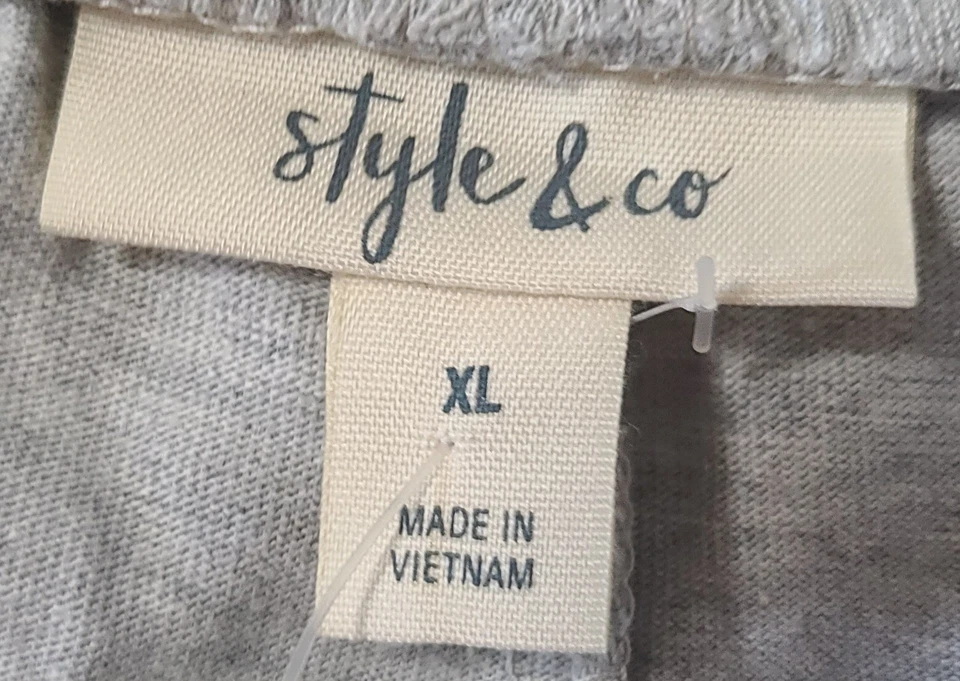 style & co
XL
MADE IN
VIETNAM